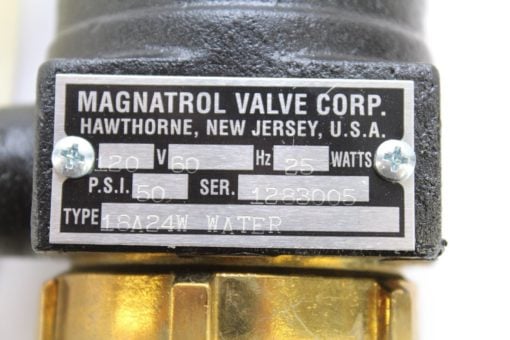 MAGNATROL VALVE CORP.
HAWTHORNE, NEW JERSEY, U.S.A.
120 V 60 Hz 25 WATTS
P.S.I. 50 SER. 1283005
TYPE 18A24W WATER